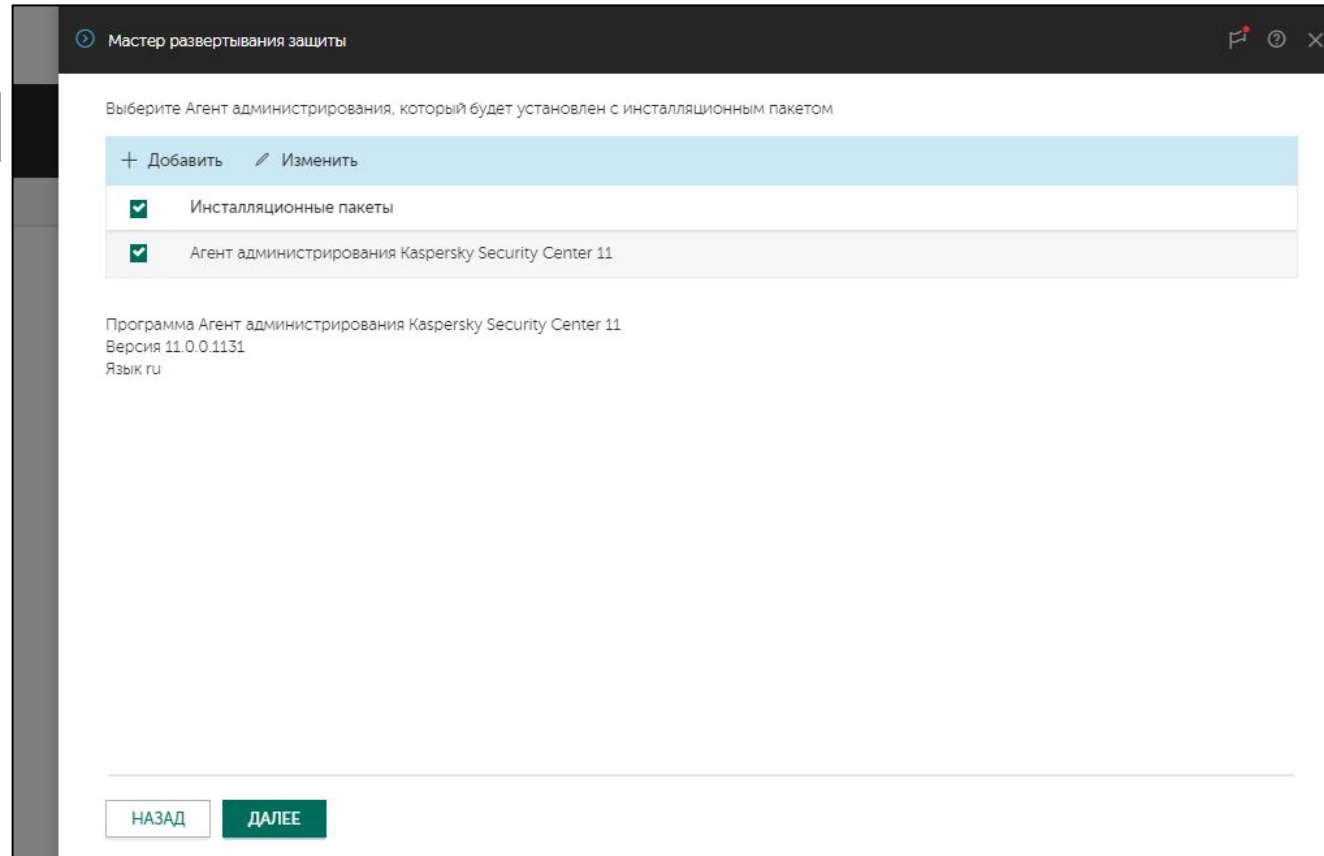 Мастер развертывания защиты
Выберите Агент администрирования, который будет установлен с инсталляционным пакетом
+ Добавить Изменить
Инсталляционные пакеты
Агент администрирования Kaspersky Security Center 11
Программа Агент администрирования Kaspersky Security Center 11
Версия 11.0.0.1131
Язык ru
НАЗАД ДАЛЕЕ